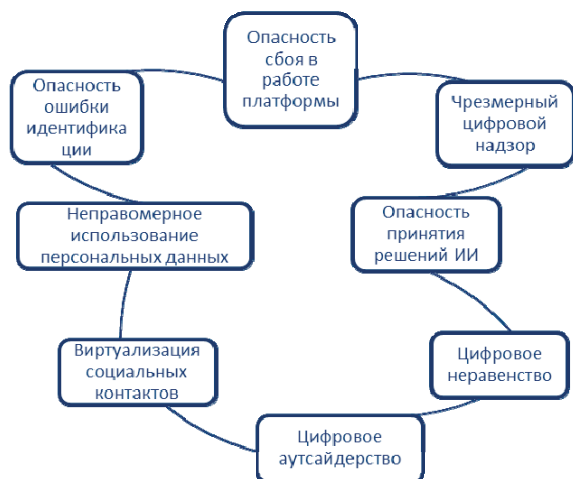 Опасность
сбоя в
работе
платформы
Чрезмерный
цифровой
надзор
Опасность
принятия
решений ИИ
Цифровое
неравенство
Цифровое
аутсайдерство
Виртуализация
социальных
контактов
Неправомерное
использование
персональных данных
Опасность
ошибки
идентифика
ции